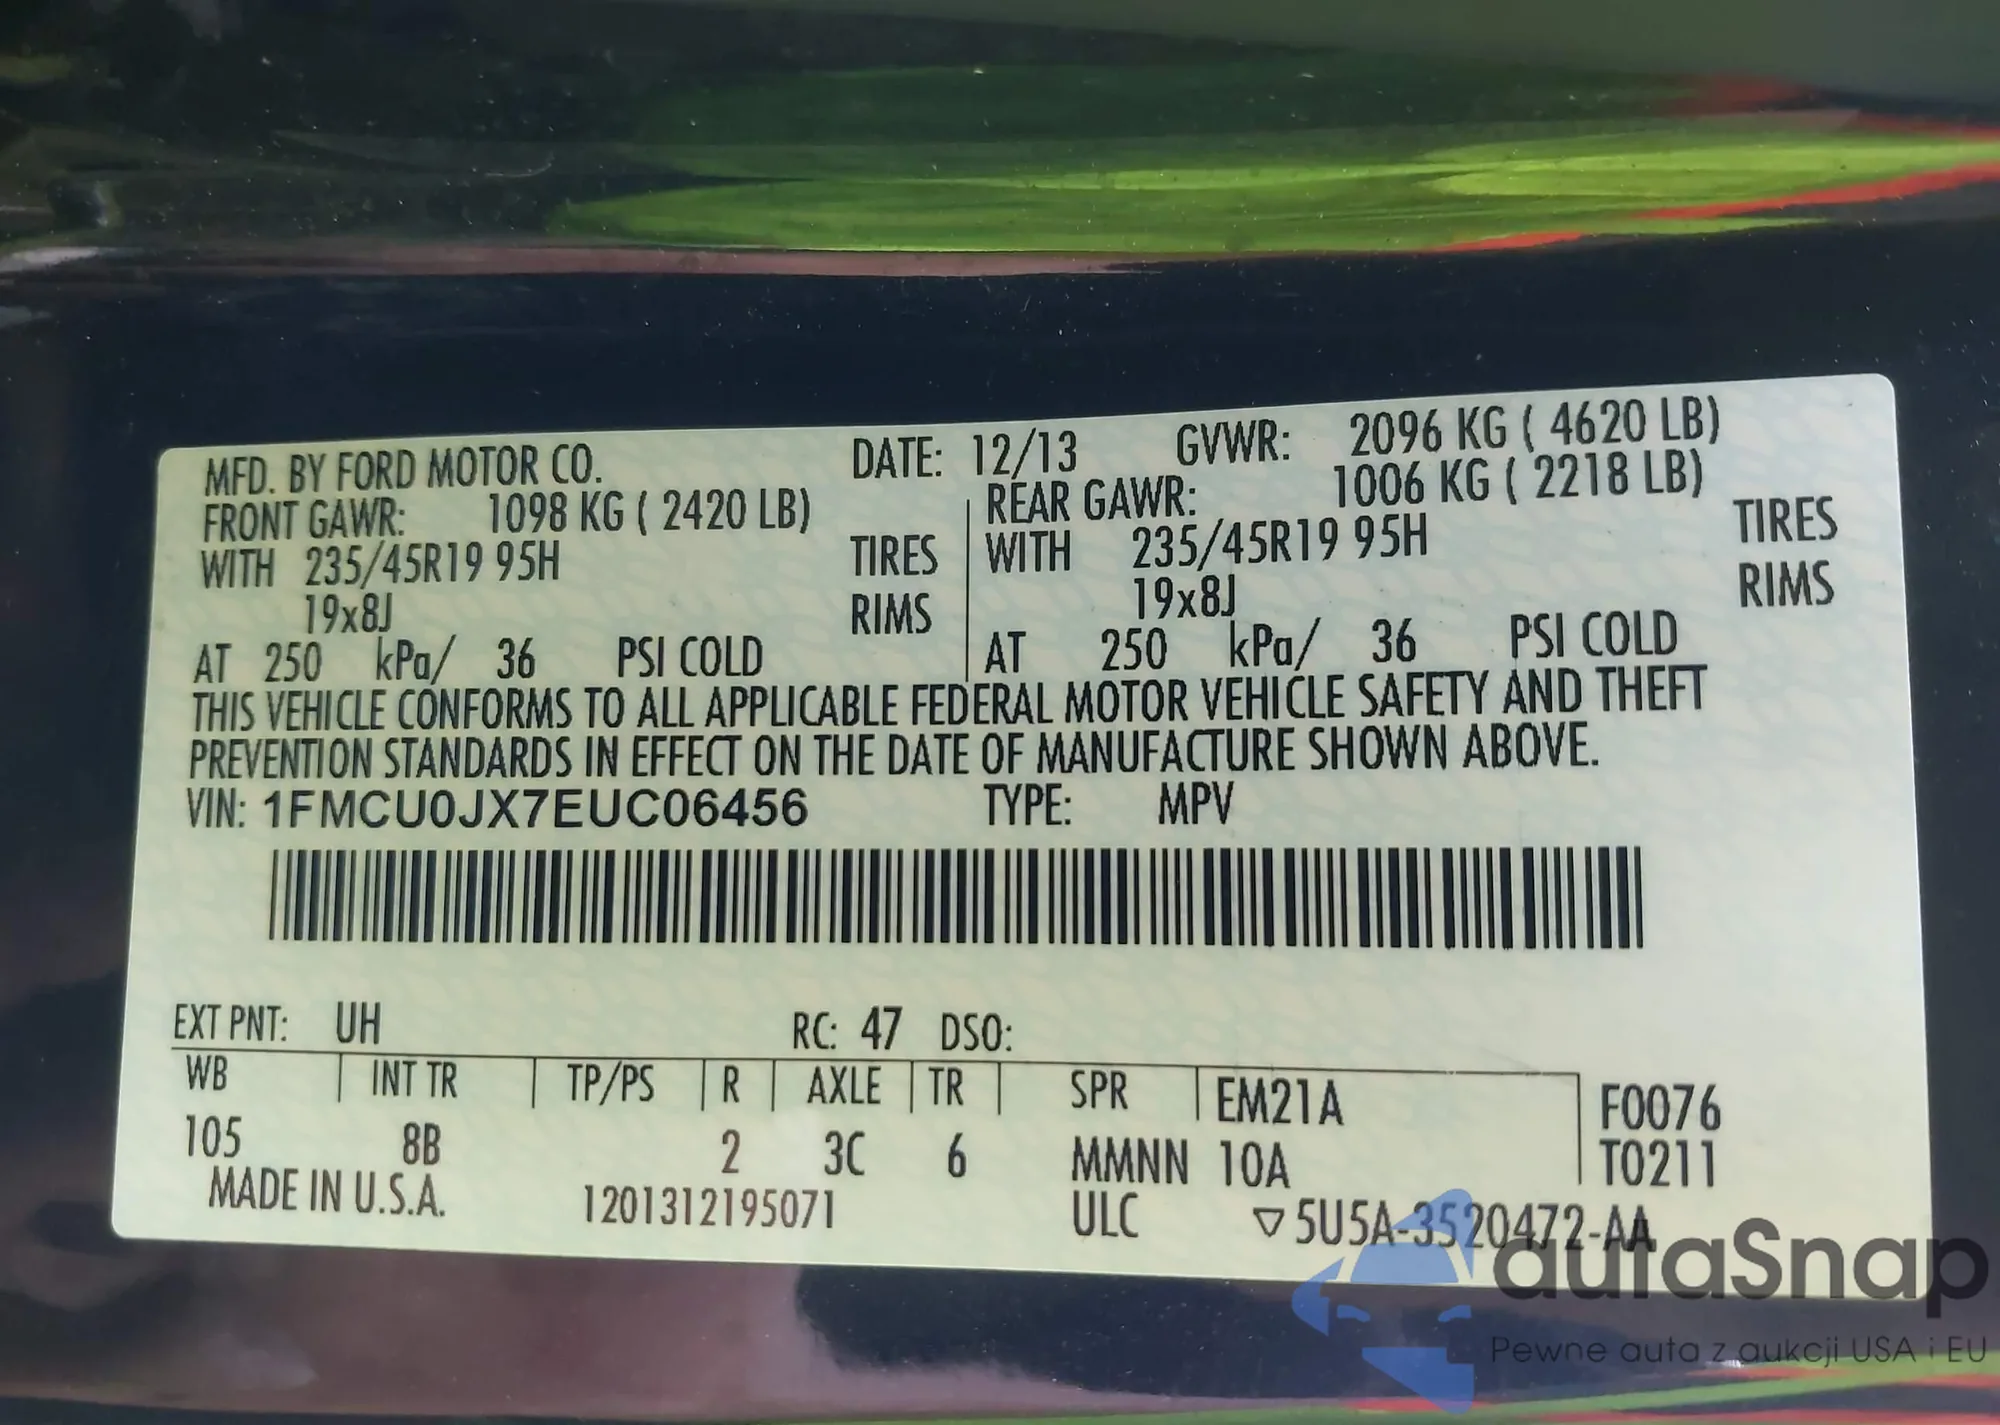 MFD. BY FORD MOTOR CO. DATE: 12/13 GVWR: 2096 KG ( 4620 LB)
FRONT GAWR: 1098 KG ( 2420 LB) REAR GAWR: 1006 KG ( 2218 LB)
WITH 235/45R19 95H TIRES WITH 235/45R19 95H TIRES
19x8J RIMS 19x8J RIMS
AT 250 kPa/ 36 PSI COLD AT 250 kPa/ 36 PSI COLD
THIS VEHICLE CONFORMS TO ALL APPLICABLE FEDERAL MOTOR VEHICLE SAFETY AND THEFT
PREVENTION STANDARDS IN EFFECT ON THE DATE OF MANUFACTURE SHOWN ABOVE.
VIN: 1FMCU0JX7EUC06456 TYPE: MPV
EXT PNT: UH RC: 47 DSO:
WB INT TR TP/PS R AXLE TR SPR EM21A F0076
105 8B 2 3C 6 MMNN 10A T0211
MADE IN U.S.A. 1201312195071 ULC ▽5U5A-3520472-AA
autaSnap
Pewne auta z aukcji USA i EU